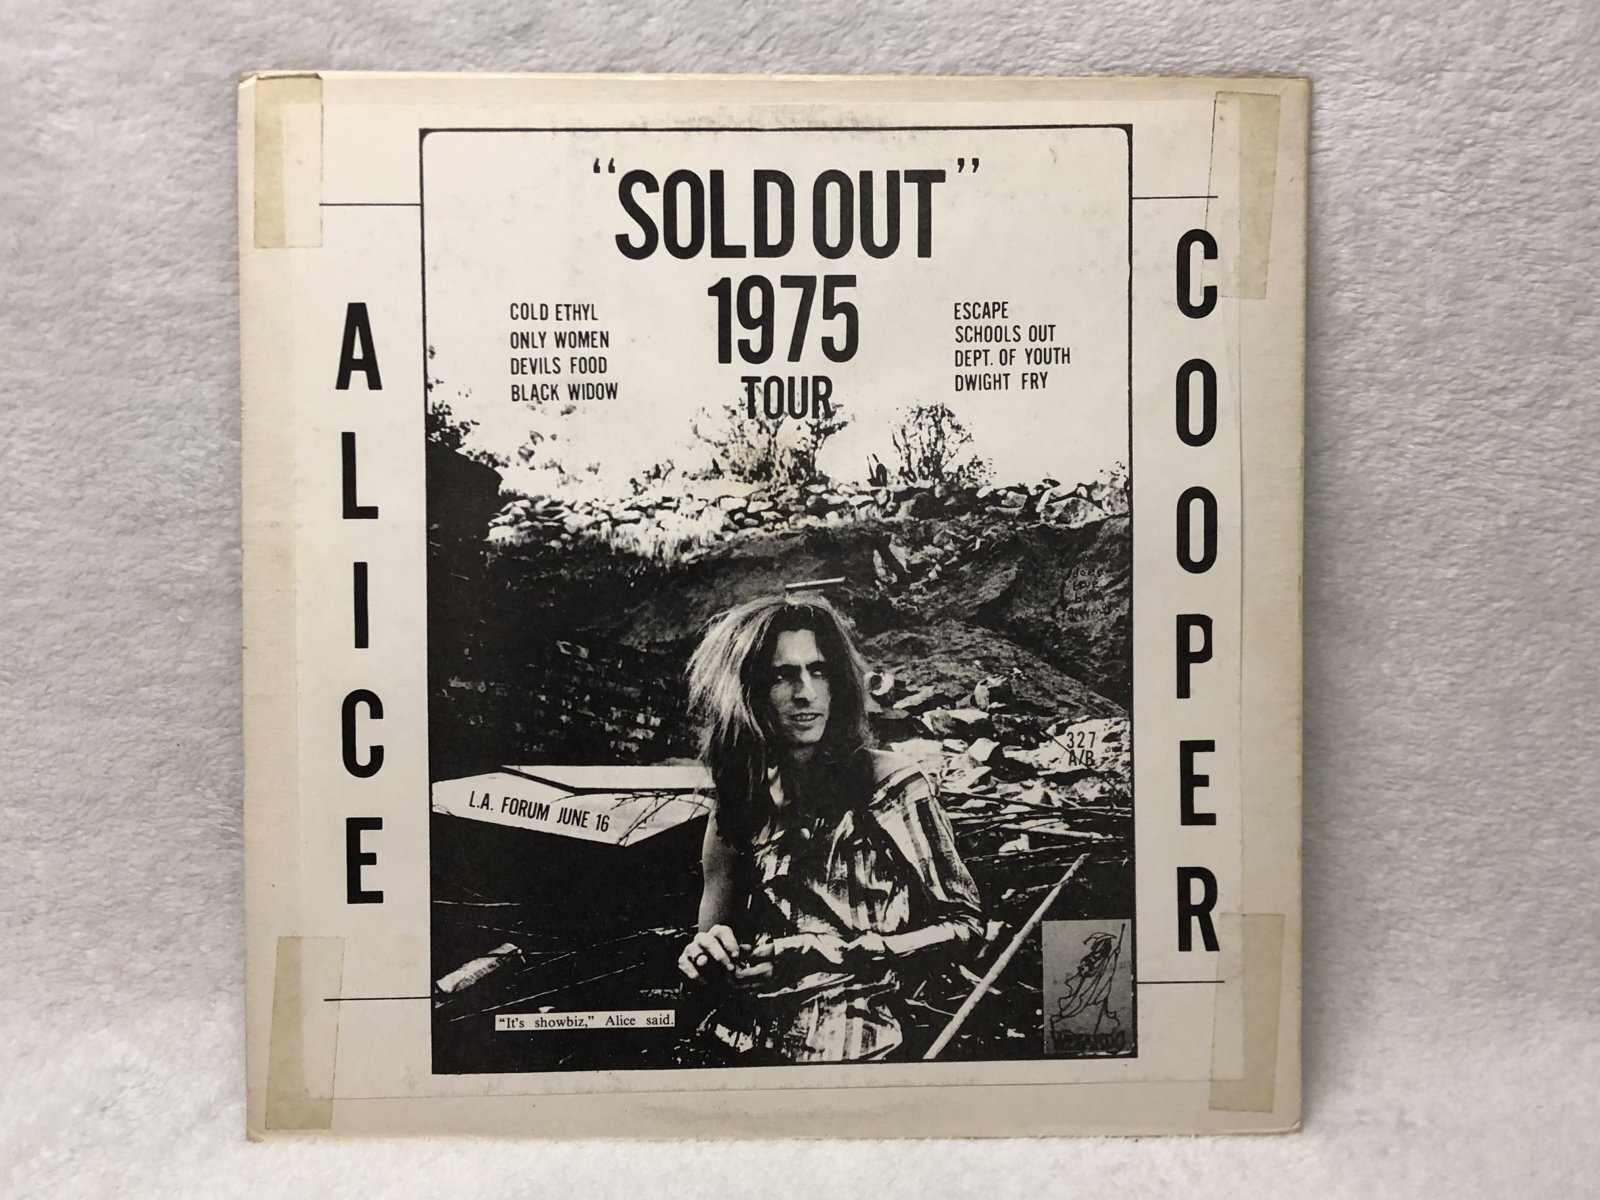 "SOLD OUT"
1975
TOUR
COLD ETHYL
ONLY WOMEN
DEVILS FOOD
BLACK WIDOW
ESCAPE
SCHOOLS OUT
DEPT. OF YOUTH
DWIGHT FRY
ALICE
COOPER
327
A/B
L.A. FORUM JUNE 16
"It's showbiz," Alice said.